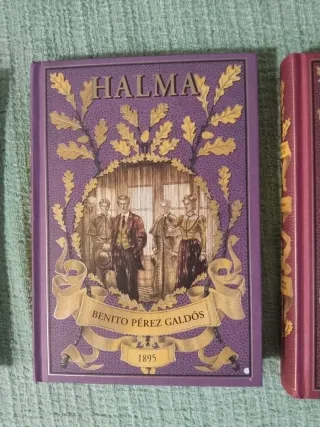 HALMA
BENITO PÉREZ GALDÓS
1895